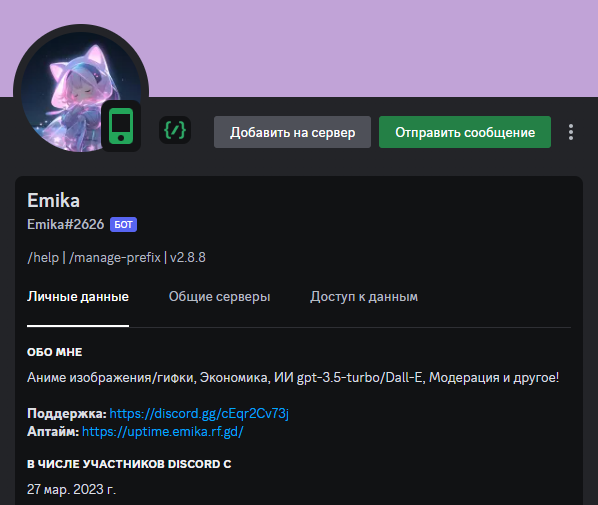 Добавить на сервер
Отправить сообщение
Emika
Emika#2626 БОТ
/help | /manage-prefix | v2.8.8
Личные данные
Общие серверы
Доступ к данным
ОБО МНЕ
Аниме изображения/гифки, Экономика, ИИ gpt-3.5-turbo/Dall-E, Модерация и другое!
Поддержка: https://discord.gg/cEqr2Cv73j
Аптайм: https://uptime.emika.rf.gd/
В ЧИСЛЕ УЧАСТНИКОВ DISCORD С
27 мар. 2023 г.